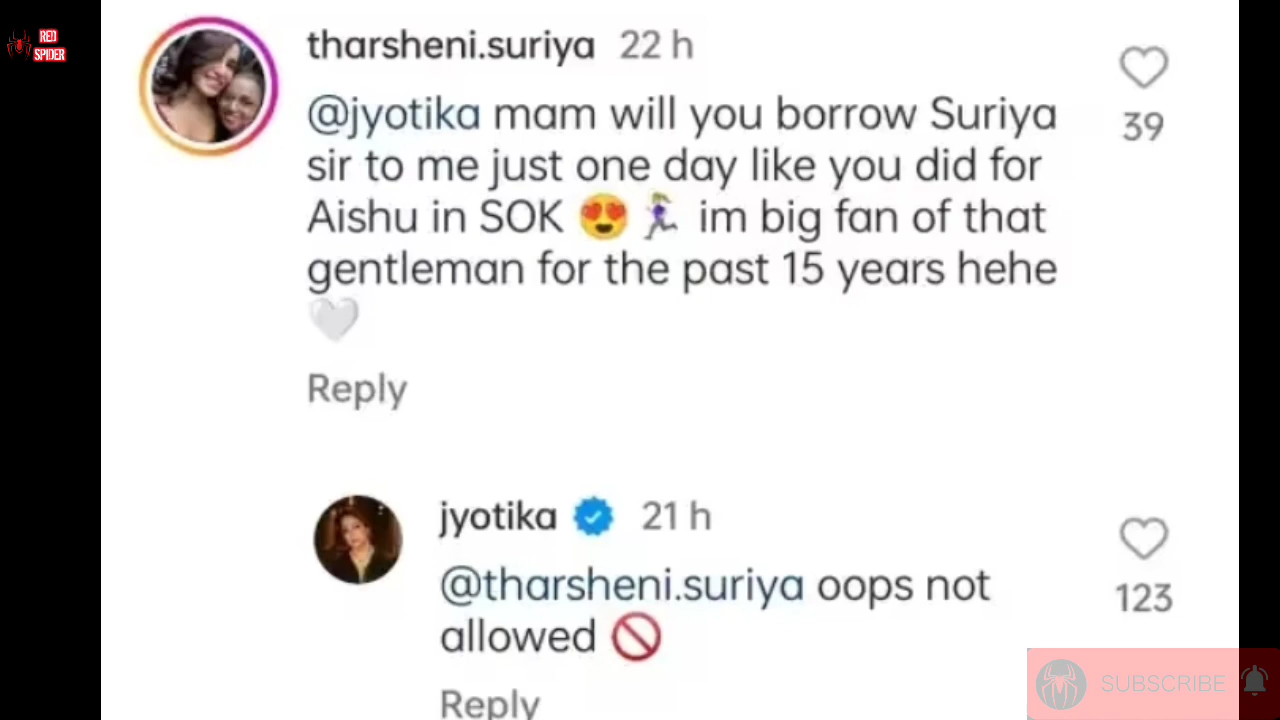 RED
SPIDER
tharsheni.suriya 22 h
@jyotika mam will you borrow Suriya
sir to me just one day like you did for
Aishu in SOK 😍🏃🏼‍♀️ im big fan of that
gentleman for the past 15 years hehe
🤍
39
Reply
jyotika 21 h
@tharsheni.suriya oops not
allowed 🚫
123
Reply
SUBSCRIBE